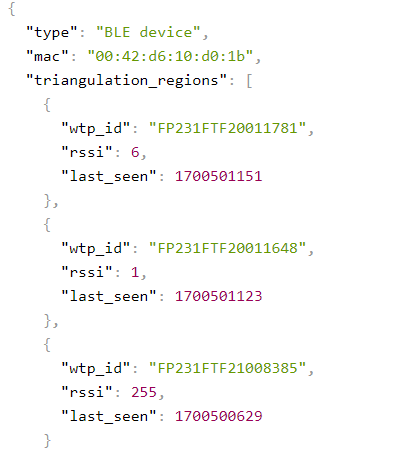 {
"type": "BLE device",
"mac": "00:42:d6:10:d0:1b",
"triangulation_regions": [
{
"wtp_id": "FP231FTF20011781",
"rssi": 6,
"last_seen": 1700501151
},
{
"wtp_id": "FP231FTF20011648",
"rssi": 1,
"last_seen": 1700501123
},
{
"wtp_id": "FP231FTF21008385",
"rssi": 255,
"last_seen": 1700500629
}